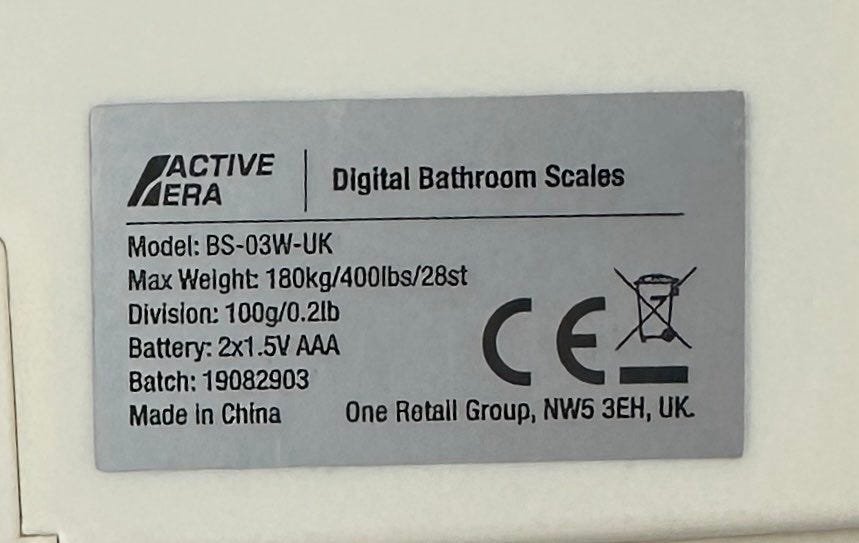 ACTIVE ERA
Digital Bathroom Scales
Model: BS-03W-UK
Max Weight: 180kg/400lbs/28st
Division: 100g/0.2lb
Battery: 2x1.5V AAA
Batch: 19082903
Made in China
One Retail Group, NW5 3EH, UK.
CE